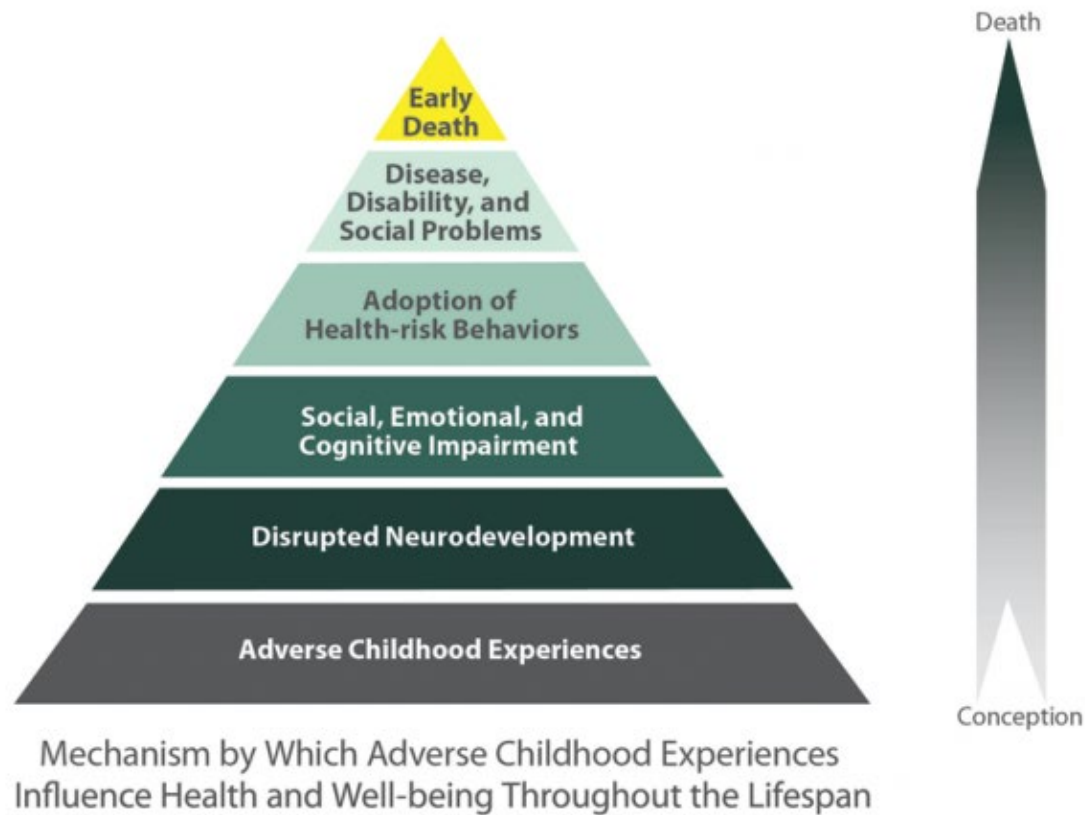 Death
Early
Death
Disease,
Disability, and
Social Problems
Adoption of
Health-risk Behaviors
Social, Emotional, and
Cognitive Impairment
Disrupted Neurodevelopment
Adverse Childhood Experiences
Conception
Mechanism by Which Adverse Childhood Experiences
Influence Health and Well-being Throughout the Lifespan